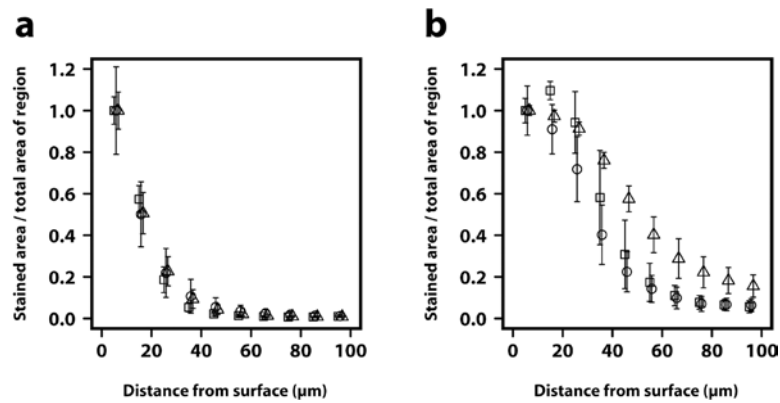 a
b
Stained area / total area of region
1.2
1.0
0.8
0.6
0.4
0.2
0.0
0 20 40 60 80 100
Distance from surface (μm)
Stained area / total area of region
1.2
1.0
0.8
0.6
0.4
0.2
0.0
0 20 40 60 80 100
Distance from surface (μm)